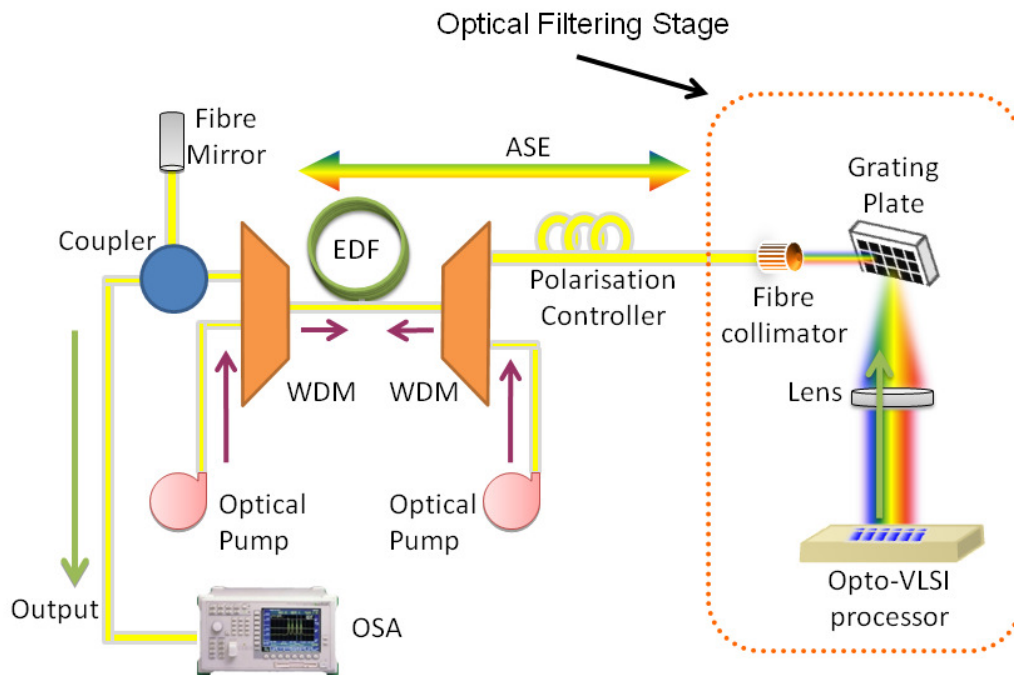 Optical Filtering Stage
Fibre
Mirror
ASE
Grating
Plate
Coupler
EDF
Polarisation
Controller
Fibre
collimator
WDM
WDM
Lens
Optical
Pump
Optical
Pump
Output
OSA
Opto-VLSI
processor